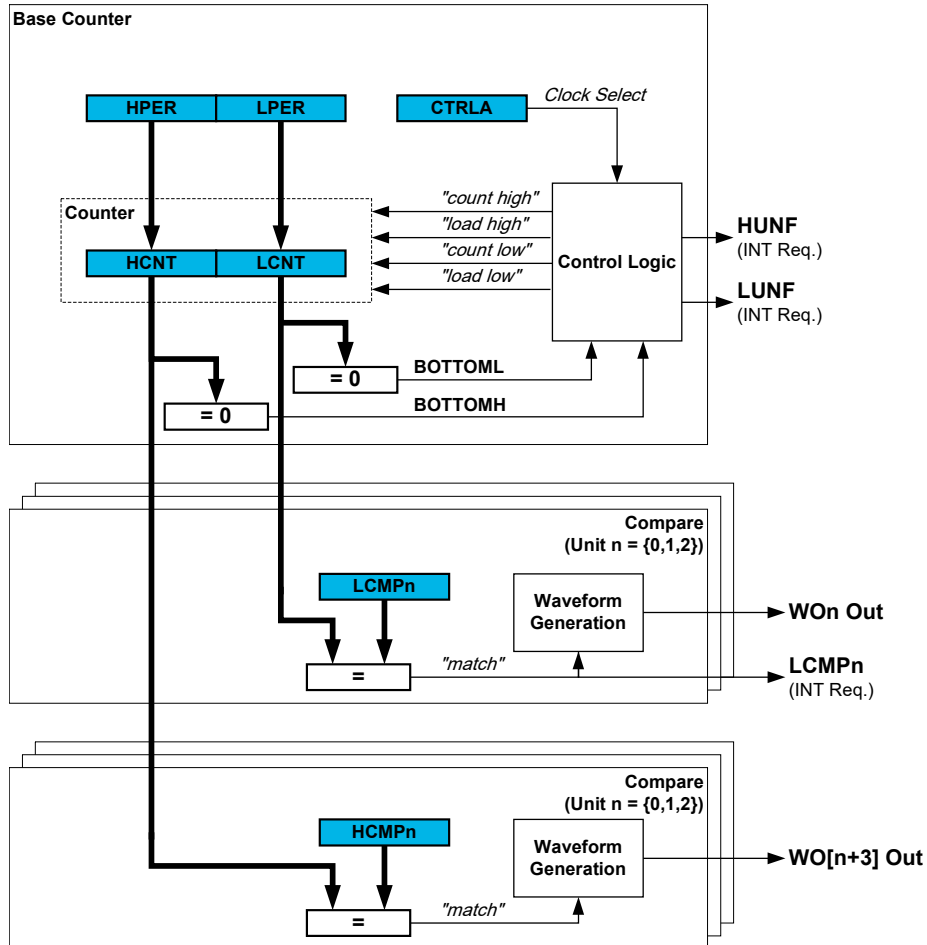 Base Counter
HPER
LPER
CTRLA
Clock Select
Counter
"count high"
"load high"
"count low"
"load low"
HCNT
LCNT
Control Logic
HUNF
(INT Req.)
LUNF
(INT Req.)
= 0
BOTTOML
= 0
BOTTOMH
Compare
(Unit n = {0,1,2})
LCMPn
Waveform
Generation
WOn Out
=
"match"
LCMPn
(INT Req.)
Compare
(Unit n = {0,1,2})
HCMPn
Waveform
Generation
WO[n+3] Out
=
"match"